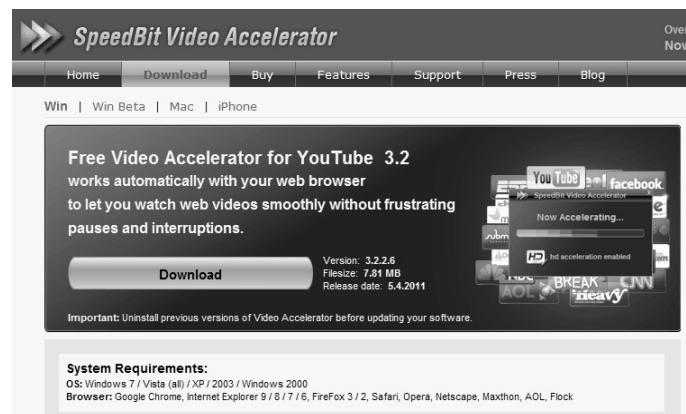 SpeedBit Video Accelerator
Over
Now
Home Download Buy Features Support Press Blog
Win | Win Beta | Mac | iPhone
Free Video Accelerator for YouTube 3.2
works automatically with your web browser
to let you watch web videos smoothly without frustrating
pauses and interruptions.
Download
Version: 3.2.2.6
Filesize: 7.81 MB
Release date: 5.4.2011
Important: Uninstall previous versions of Video Accelerator before updating your software.
You Tube
facebook.
SpeedBit Video Accelerator
Now Accelerating...
HD hd acceleration enabled
AOL BREAK CNN
heavy
System Requirements:
OS: Windows 7 / Vista (all) / XP / 2003 / Windows 2000
Browser: Google Chrome, Internet Explorer 9 / 8 / 7 / 6, FireFox 3 / 2, Safari, Opera, Netscape, Maxthon, AOL, Flock